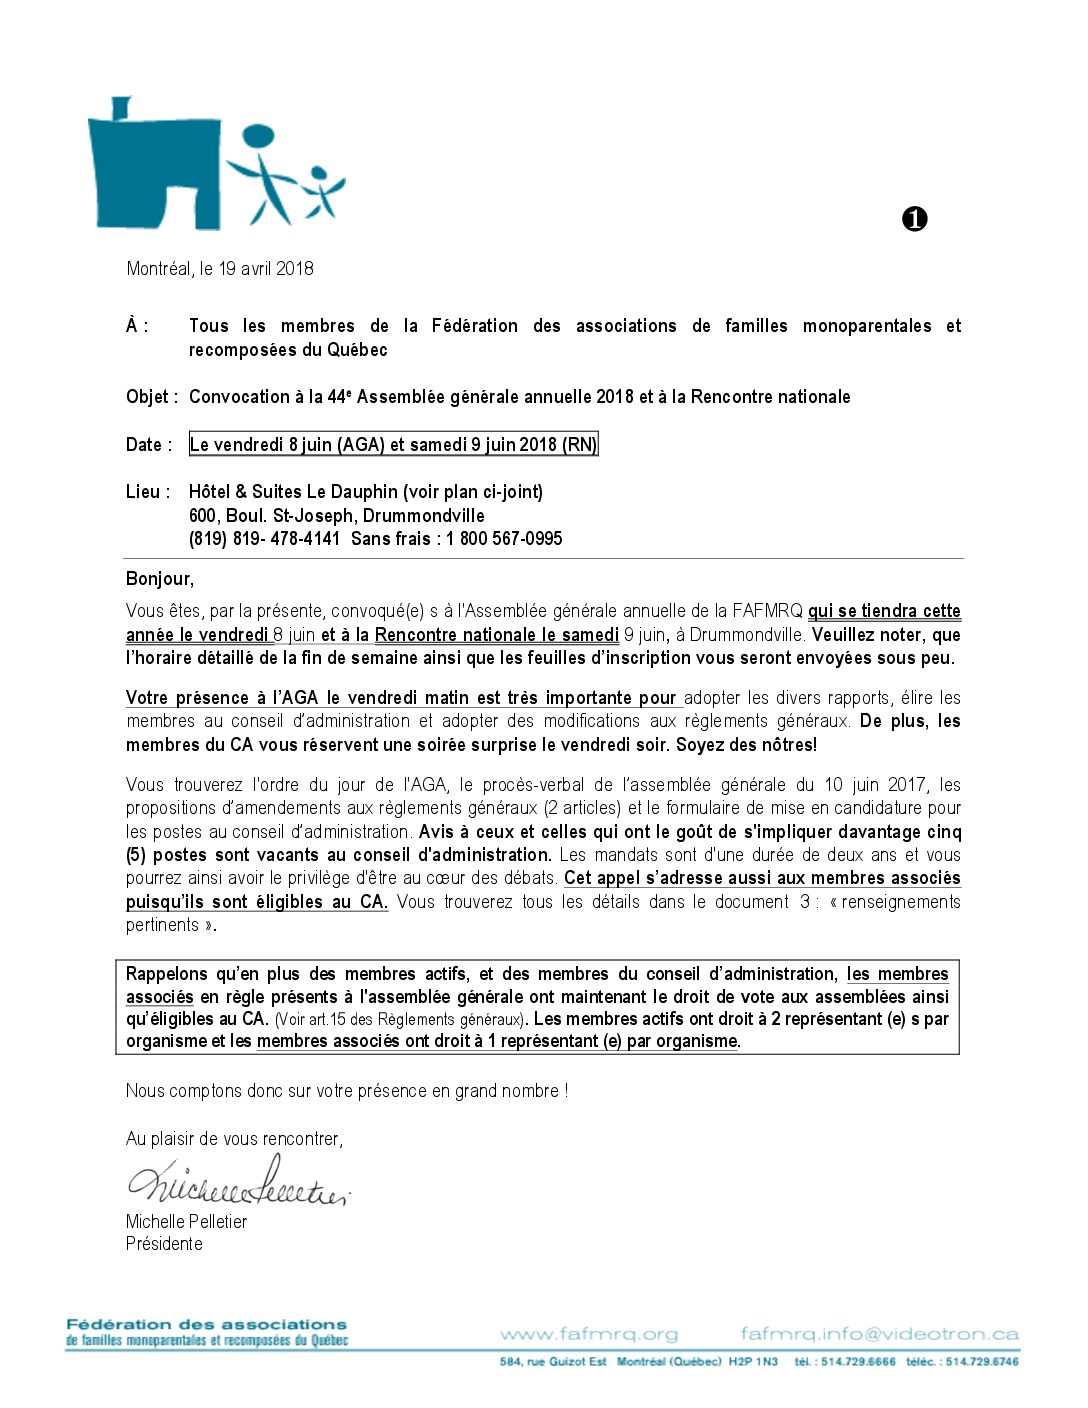 ❶
Montréal, le 19 avril 2018
À : Tous les membres de la Fédération des associations de familles monoparentales et
recomposées du Québec
Objet : Convocation à la 44e Assemblée générale annuelle 2018 et à la Rencontre nationale
Date : Le vendredi 8 juin (AGA) et samedi 9 juin 2018 (RN)
Lieu : Hôtel & Suites Le Dauphin (voir plan ci-joint)
600, Boul. St-Joseph, Drummondville
(819) 819- 478-4141 Sans frais : 1 800 567-0995
Bonjour,
Vous êtes, par la présente, convoqué(e) s à l'Assemblée générale annuelle de la FAFMRQ qui se tiendra cette
année le vendredi 8 juin et à la Rencontre nationale le samedi 9 juin, à Drummondville. Veuillez noter, que
l’horaire détaillé de la fin de semaine ainsi que les feuilles d’inscription vous seront envoyées sous peu.
Votre présence à l’AGA le vendredi matin est très importante pour adopter les divers rapports, élire les
membres au conseil d’administration et adopter des modifications aux règlements généraux. De plus, les
membres du CA vous réservent une soirée surprise le vendredi soir. Soyez des nôtres!
Vous trouverez l'ordre du jour de l'AGA, le procès-verbal de l’assemblée générale du 10 juin 2017, les
propositions d’amendements aux règlements généraux (2 articles) et le formulaire de mise en candidature pour
les postes au conseil d’administration. Avis à ceux et celles qui ont le goût de s'impliquer davantage cinq
(5) postes sont vacants au conseil d'administration. Les mandats sont d'une durée de deux ans et vous
pourrez ainsi avoir le privilège d'être au cœur des débats. Cet appel s’adresse aussi aux membres associés
puisqu’ils sont éligibles au CA. Vous trouverez tous les détails dans le document 3 : « renseignements
pertinents ».
Rappelons qu’en plus des membres actifs, et des membres du conseil d’administration, les membres
associés en règle présents à l'assemblée générale ont maintenant le droit de vote aux assemblées ainsi
qu’éligibles au CA. (Voir art.15 des Règlements généraux). Les membres actifs ont droit à 2 représentant (e) s par
organisme et les membres associés ont droit à 1 représentant (e) par organisme.
Nous comptons donc sur votre présence en grand nombre !
Au plaisir de vous rencontrer,
Michelle Pelletier
Michelle Pelletier
Présidente
Fédération des associations
de familles monoparentales et recomposées du Québec
www.fafmrq.org fafmrq.info@videotron.ca
584, rue Guizot Est Montréal (Québec) H2P 1N3 tél. : 514.729.6666 téléc. : 514.729.6746